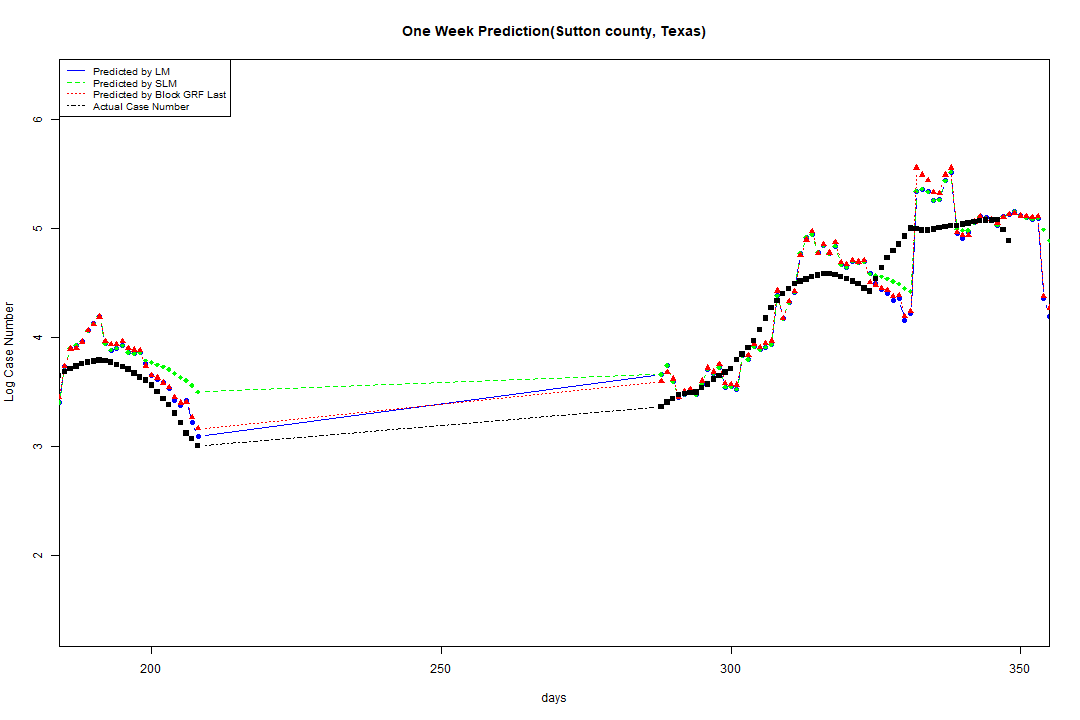 One Week Prediction(Sutton county, Texas)
Predicted by LM
Predicted by SLM
Predicted by Block GRF Last
Actual Case Number
Log Case Number
6
5
4
3
2
200
250
300
350
days